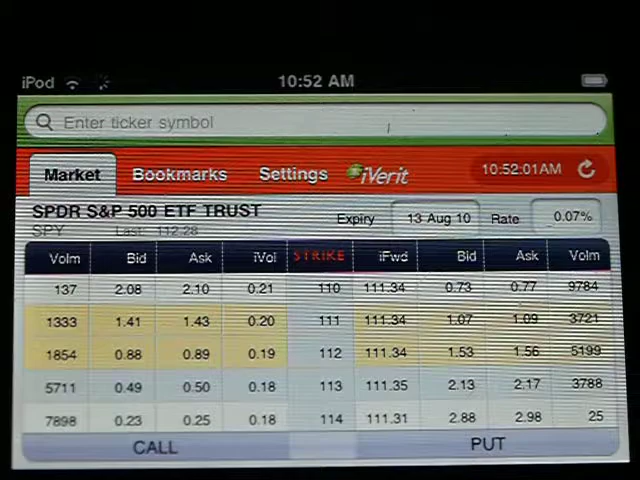 iPod 10:52 AM
Enter ticker symbol
Market Bookmarks Settings iVerit 10:52:01AM
SPDR S&P 500 ETF TRUST Expiry 13 Aug 10 Rate 0.07%
SPY Last: 112.28
Volm Bid Ask iVol STRIKE iFwd Bid Ask Volm
137 2.08 2.10 0.21 110 111.34 0.73 0.77 9784
1333 1.41 1.43 0.20 111 111.34 1.07 1.09 3721
1854 0.88 0.89 0.19 112 111.34 1.53 1.56 5199
5711 0.49 0.50 0.18 113 111.35 2.13 2.17 3788
7898 0.23 0.25 0.18 114 111.31 2.88 2.98 25
CALL PUT